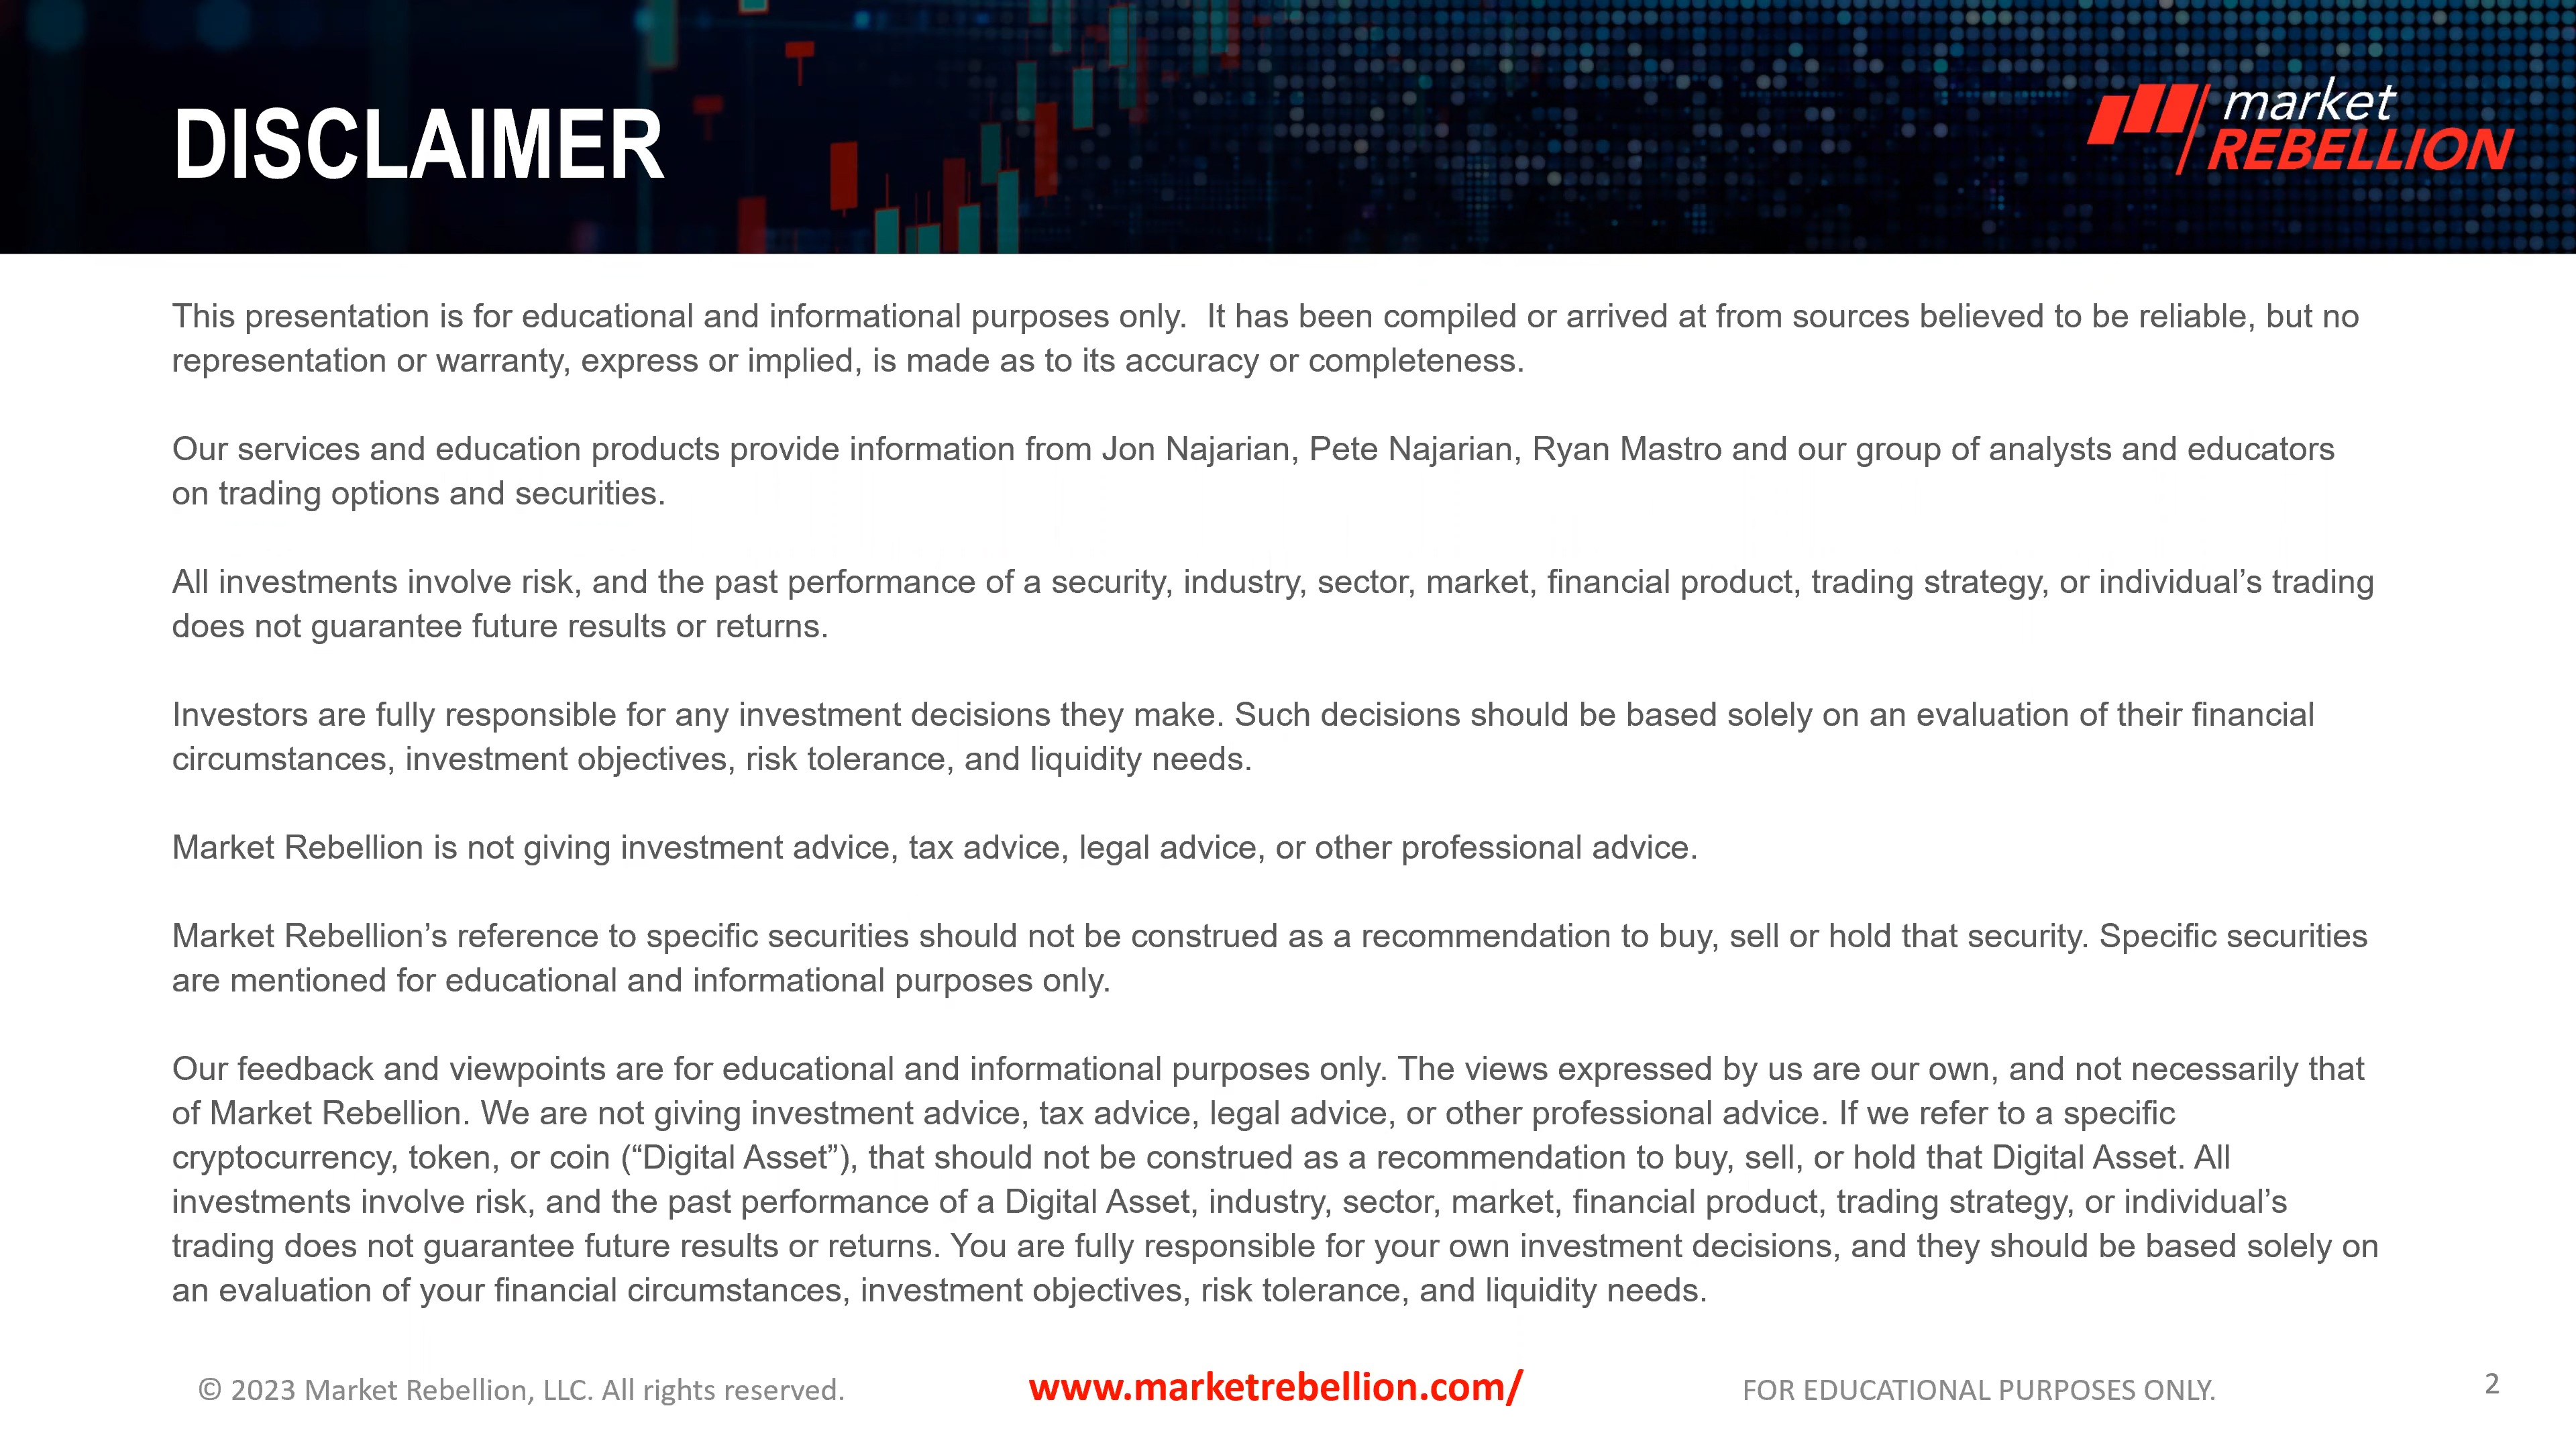 DISCLAIMER
market
REBELLION
This presentation is for educational and informational purposes only.  It has been compiled or arrived at from sources believed to be reliable, but no
representation or warranty, express or implied, is made as to its accuracy or completeness.
Our services and education products provide information from Jon Najarian, Pete Najarian, Ryan Mastro and our group of analysts and educators
on trading options and securities.
All investments involve risk, and the past performance of a security, industry, sector, market, financial product, trading strategy, or individual’s trading
does not guarantee future results or returns.
Investors are fully responsible for any investment decisions they make. Such decisions should be based solely on an evaluation of their financial
circumstances, investment objectives, risk tolerance, and liquidity needs.
Market Rebellion is not giving investment advice, tax advice, legal advice, or other professional advice.
Market Rebellion’s reference to specific securities should not be construed as a recommendation to buy, sell or hold that security. Specific securities
are mentioned for educational and informational purposes only.
Our feedback and viewpoints are for educational and informational purposes only. The views expressed by us are our own, and not necessarily that
of Market Rebellion. We are not giving investment advice, tax advice, legal advice, or other professional advice. If we refer to a specific
cryptocurrency, token, or coin (“Digital Asset”), that should not be construed as a recommendation to buy, sell, or hold that Digital Asset. All
investments involve risk, and the past performance of a Digital Asset, industry, sector, market, financial product, trading strategy, or individual’s
trading does not guarantee future results or returns. You are fully responsible for your own investment decisions, and they should be based solely on
an evaluation of your financial circumstances, investment objectives, risk tolerance, and liquidity needs.
© 2023 Market Rebellion, LLC. All rights reserved.
www.marketrebellion.com/
FOR EDUCATIONAL PURPOSES ONLY.
2